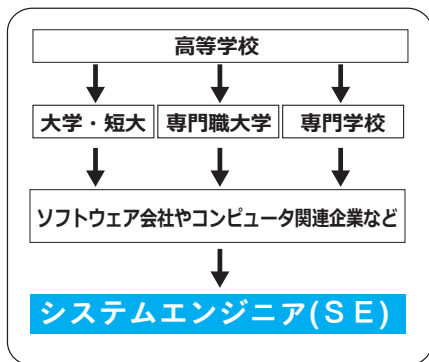 高等学校
大学・短大
専門職大学
専門学校
ソフトウェア会社やコンピュータ関連企業など
システムエンジニア(ＳＥ)